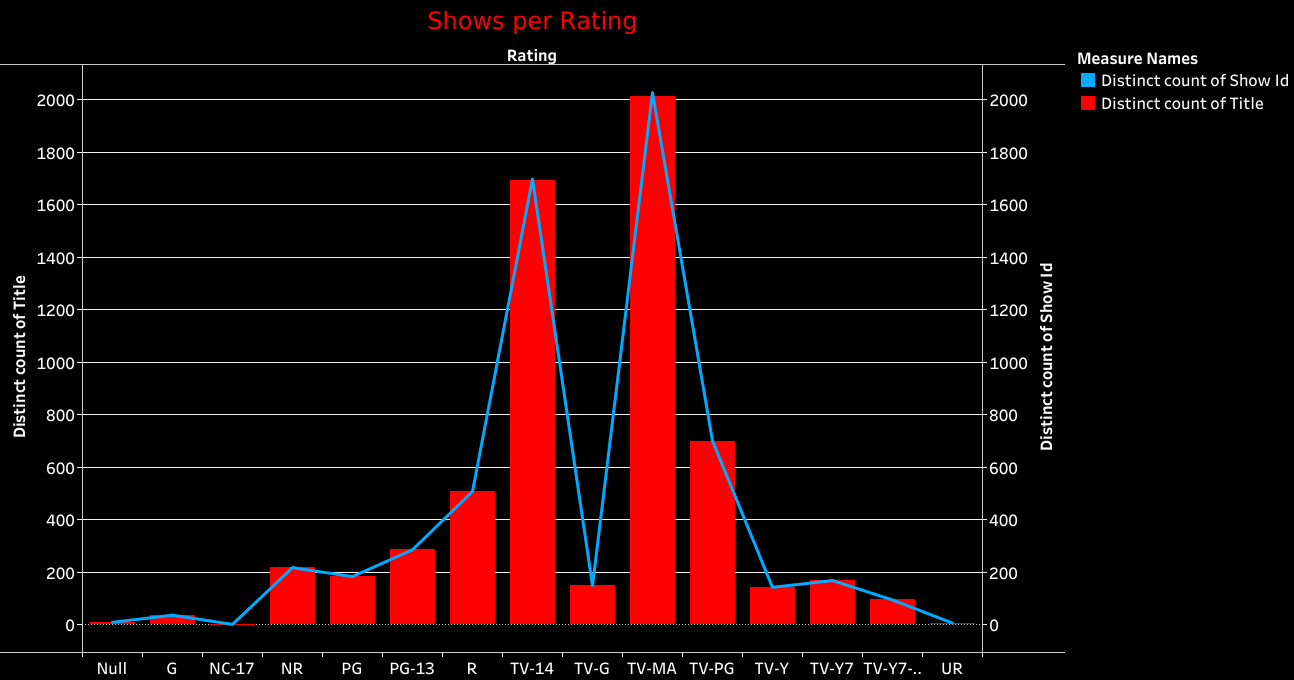 Shows per Rating
Rating
Measure Names
Distinct count of Show Id
Distinct count of Title
Distinct count of Title
2000
1800
1600
1400
1200
1000
800
600
400
200
0
2000
1800
1600
1400
1200
1000
800
600
400
200
0
Distinct count of Show Id
Null G NC-17 NR PG PG-13 R TV-14 TV-G TV-MA TV-PG TV-Y TV-Y7 TV-Y7-.. UR